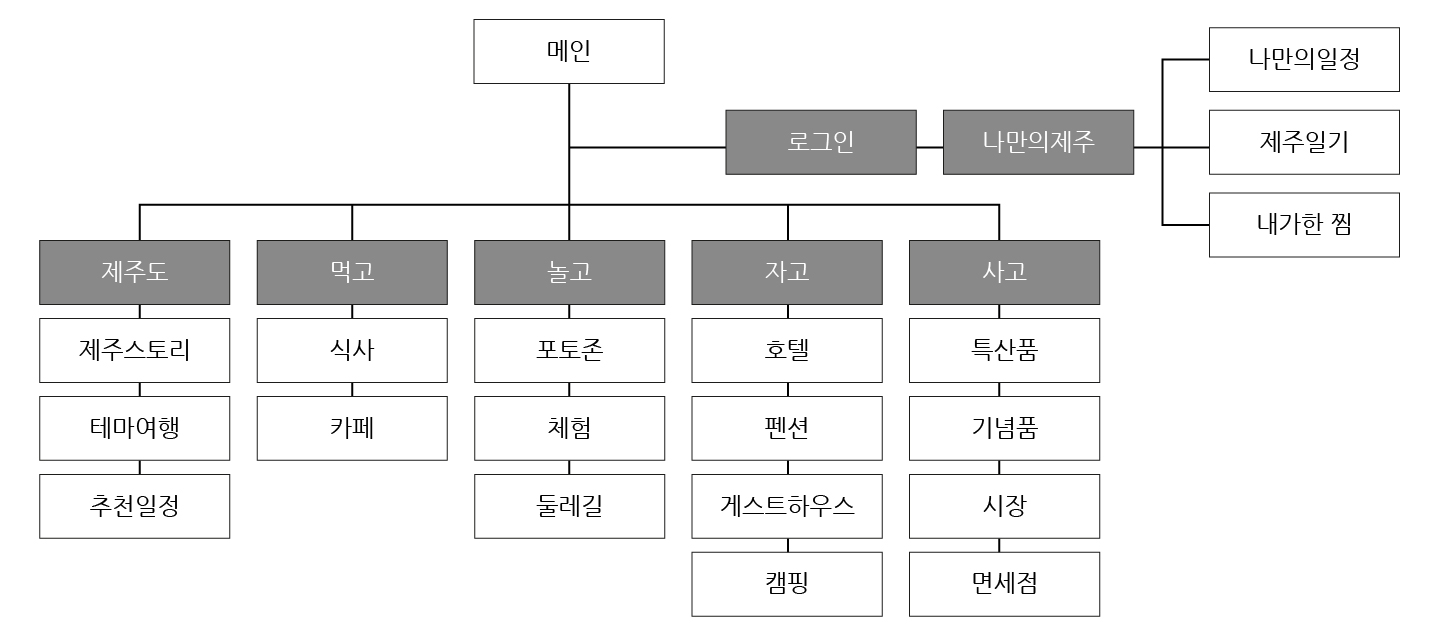 메인
로그인
나만의제주
나만의일정
제주일기
내가한 찜
제주도
제주스토리
테마여행
추천일정
먹고
식사
카페
놀고
포토존
체험
둘레길
자고
호텔
펜션
게스트하우스
캠핑
사고
특산품
기념품
시장
면세점